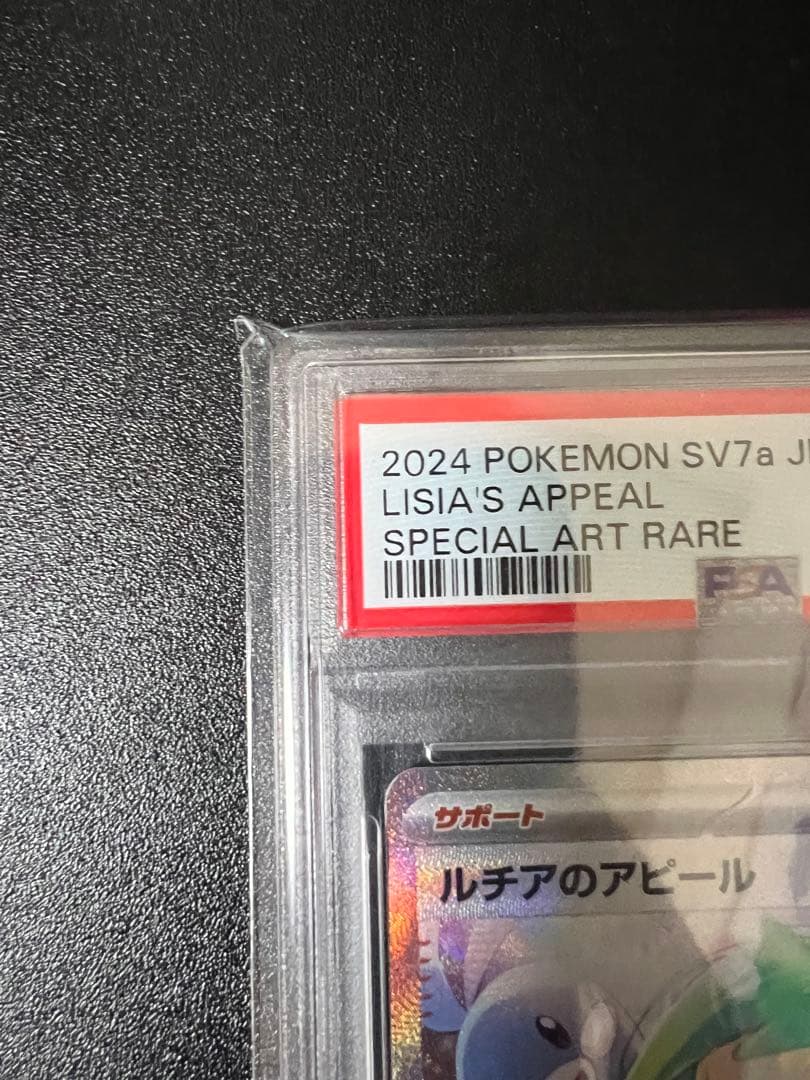 2024 POKEMON SV7a
LISIA'S APPEAL
SPECIAL ART RARE
PSA
サポート
ルチアのアピール